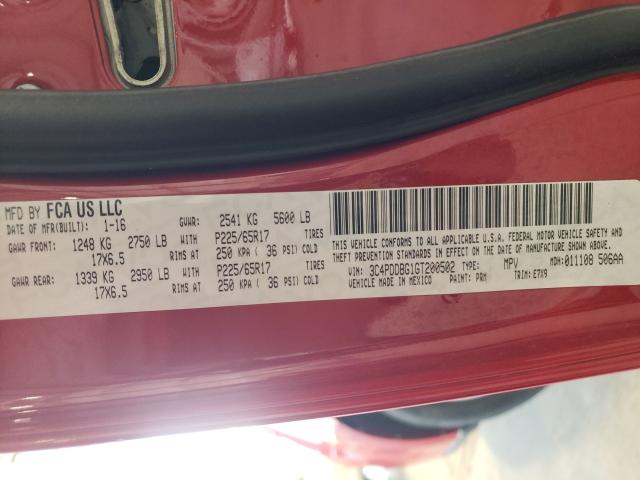 MFD BY FCA US LLC
DATE OF MFR(BUILT): 1-16 GVWR: 2541 KG 5600 LB
GAWR FRONT: 1248 KG 2750 LB WITH P225/65R17 TIRES
17X6.5 RIMS AT 250 KPA ( 36 PSI) COLD
GAWR REAR: 1339 KG 2950 LB WITH P225/65R17 TIRES
17X6.5 RIMS AT 250 KPA ( 36 PSI) COLD
THIS VEHICLE CONFORMS TO ALL APPLICABLE U.S.A. FEDERAL MOTOR VEHICLE SAFETY AND
THEFT PREVENTION STANDARDS IN EFFECT ON THE DATE OF MANUFACTURE SHOWN ABOVE.
VIN: 3C4PDDBG1GT200502 TYPE: MPV MDH:011108 506AA
VEHICLE MADE IN MEXICO PAINT: PRM TRIM: E7X9